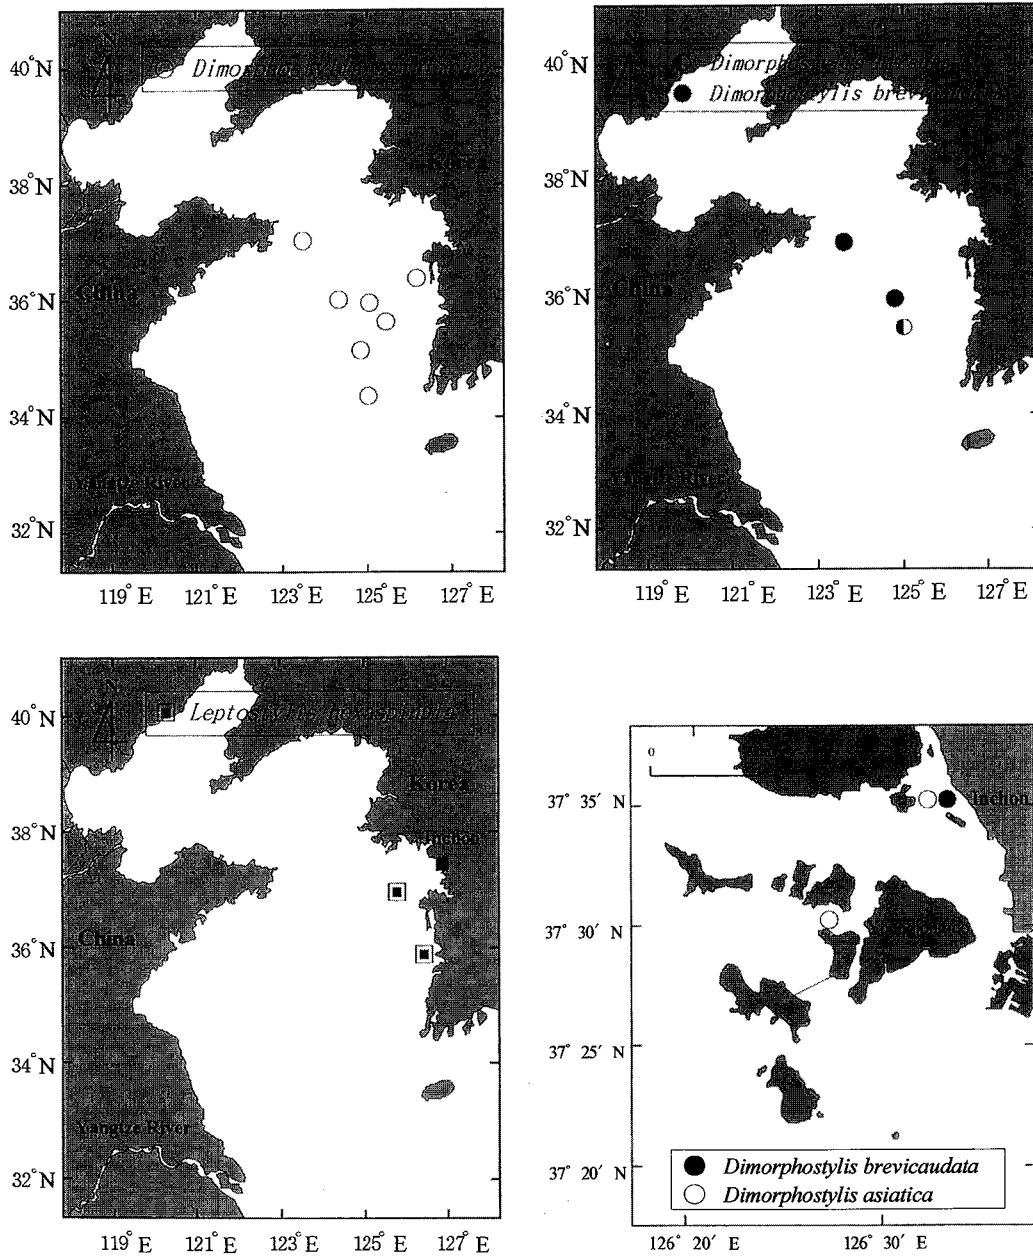 N
40°N
38°N
36°N
34°N
32°N
119° E 121° E 123° E 125° E 127° E
China
Yangtze River
40°N
38°N
36°N
34°N
32°N
119° E 121° E 123° E 125° E 127° E
Dimorphostylis brevicaudata
China
N
40°N
38°N
36°N
34°N
32°N
119° E 121° E 123° E 125° E 127° E
Korea
Inchon
China
Yangtze River
0
37° 35′ N
37° 30′ N
37° 25′ N
37° 20′ N
Inchon
Dimorphostylis brevicaudata
Dimorphostylis asiatica
126° 20′ E 126° 30′ E